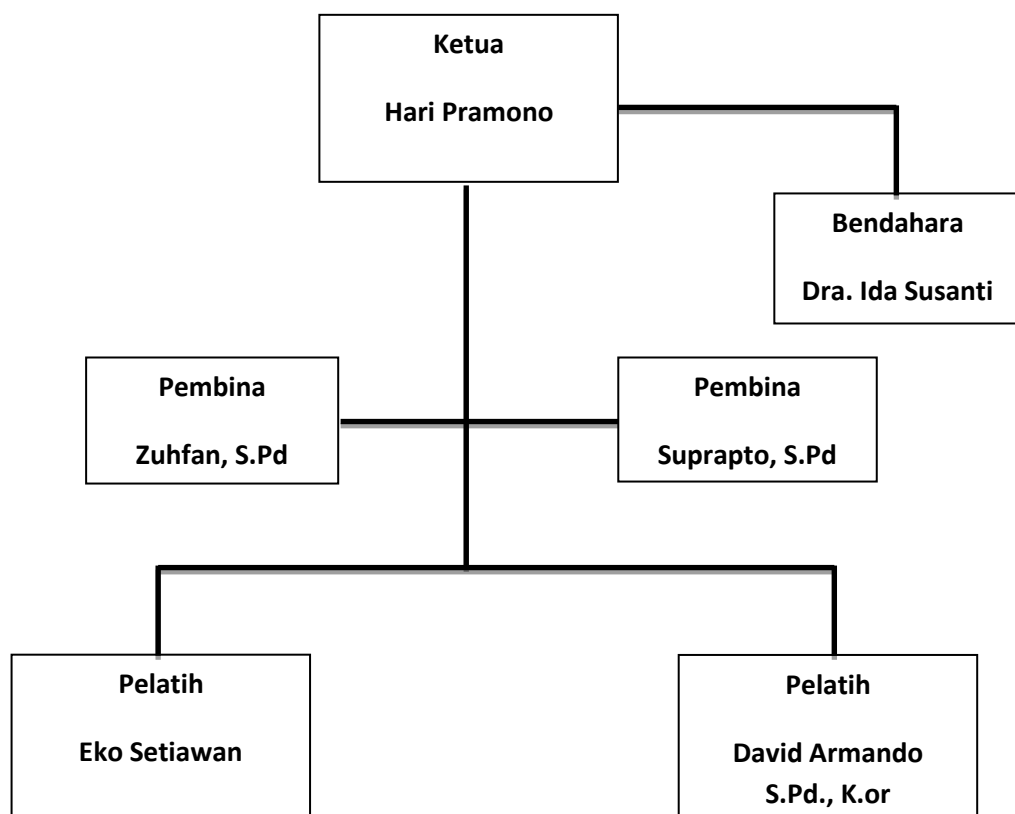 Ketua
Hari Pramono
Bendahara
Dra. Ida Susanti
Pembina
Zuhfan, S.Pd
Pembina
Suprapto, S.Pd
Pelatih
Eko Setiawan
Pelatih
David Armando
S.Pd., K.or